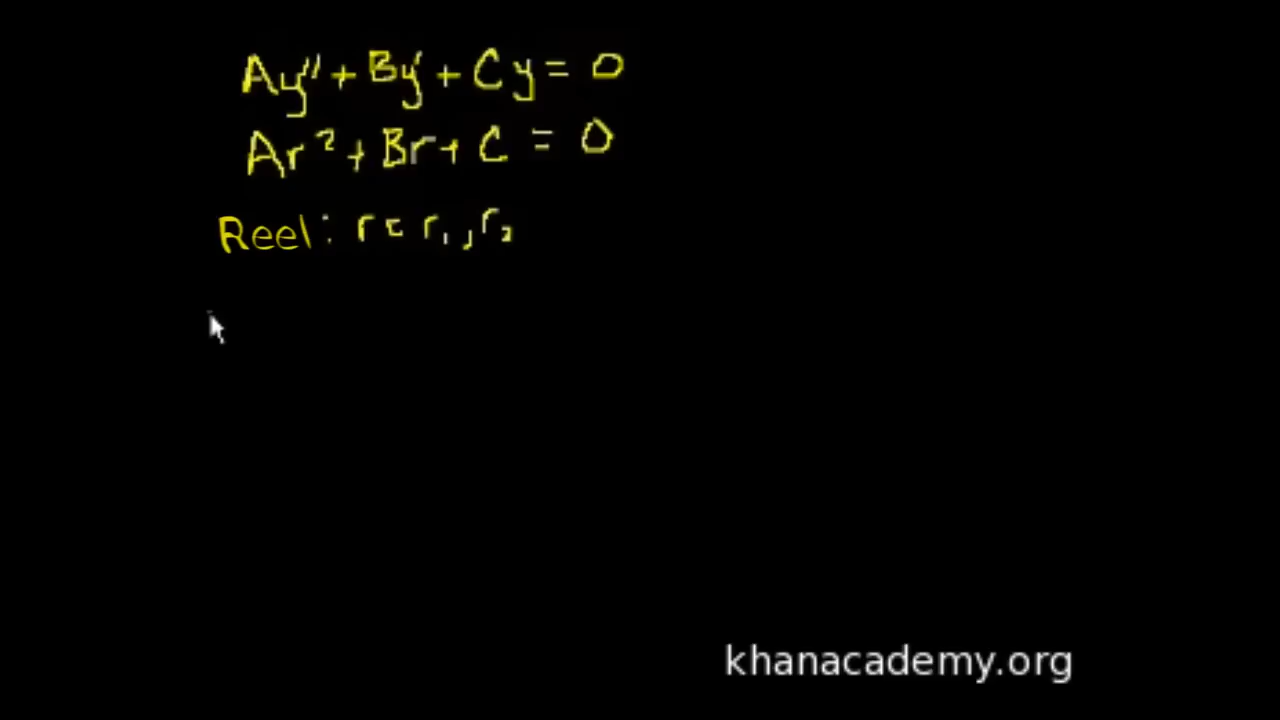 Ay'' + By' + Cy = 0
Ar² + Br + C = 0
Reel: r = r₁, r₂
khanacademy.org